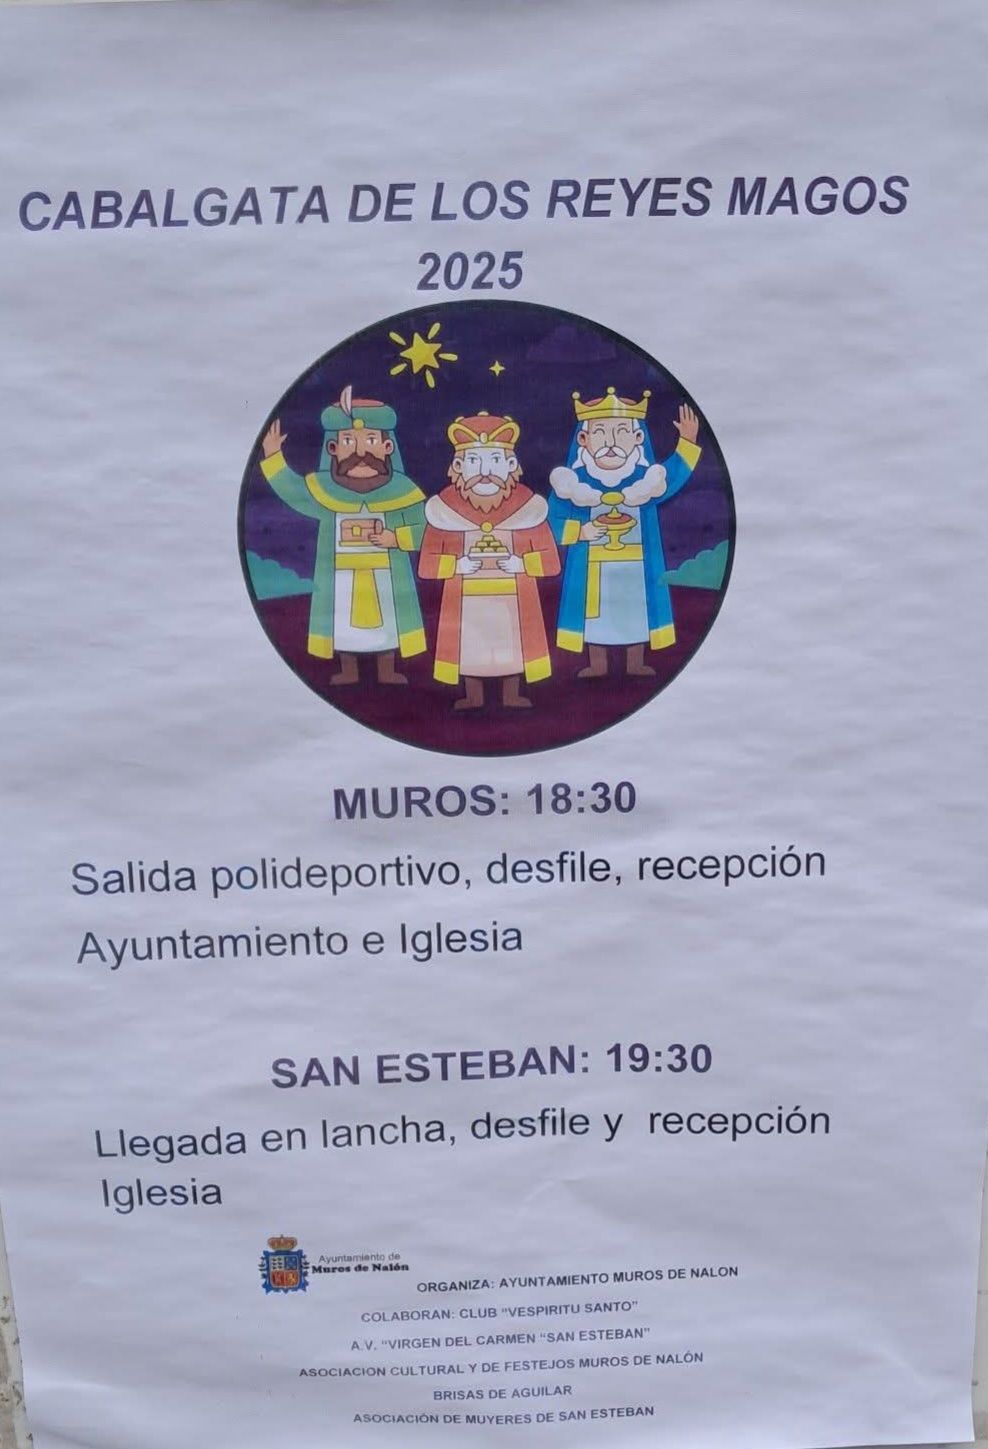 CABALGATA DE LOS REYES MAGOS
2025
MUROS: 18:30
Salida polideportivo, desfile, recepción
Ayuntamiento e Iglesia
SAN ESTEBAN: 19:30
Llegada en lancha, desfile y recepción
Iglesia
Ayuntamiento de
Muros de Nalón
ORGANIZA: AYUNTAMIENTO MUROS DE NALON
COLABORAN: CLUB "VESPIRITU SANTO"
A.V. "VIRGEN DEL CARMEN "SAN ESTEBAN"
ASOCIACION CULTURAL Y DE FESTEJOS MUROS DE NALÓN
BRISAS DE AGUILAR
ASOCIACIÓN DE MUYERES DE SAN ESTEBAN